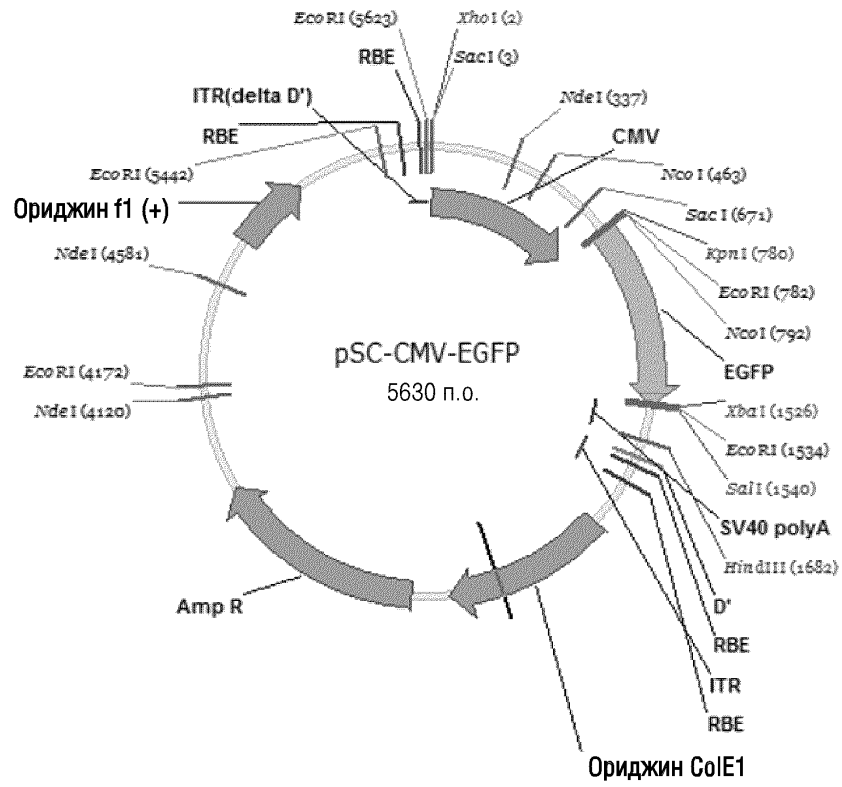 EcoRI (5623)
XhoI (2)
RBE
SacI (3)
ITR(delta D')
NdeI (337)
RBE
CMV
EcoRI (5442)
NcoI (463)
Ориджин f1 (+)
SacI (671)
NdeI (4581)
KpnI (780)
EcoRI (782)
NcoI (792)
pSC-CMV-EGFP
EcoRI (4172)
EGFP
5630 п.о.
NdeI (4120)
XbaI (1526)
EcoRI (1534)
SalI (1540)
SV40 polyA
HindIII (1682)
Amp R
D'
RBE
ITR
RBE
Ориджин ColE1